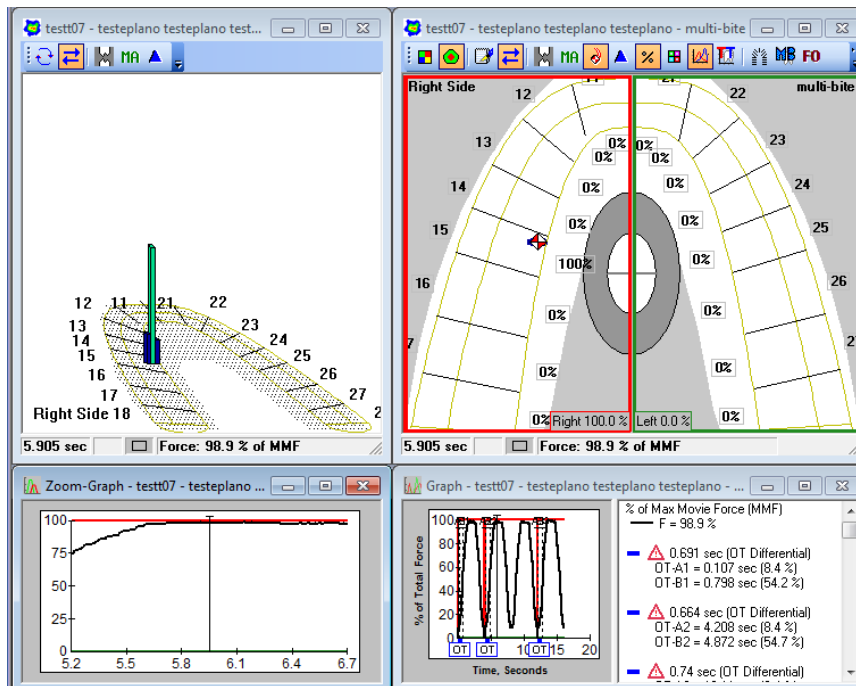 testt07 - testeplano testeplano test...
MA
12 11 21 22
13 23
14 24
15 25
16 26
17 27
Right Side 18
5.905 sec Force: 98.9 % of MMF
testt07 - testeplano testeplano testeplano - multi-bite
MA % MB FO
Right Side multi-bite
12 22
13 23
0% 0%
0% 0%
14 0% 0% 24
15 0% 0% 25
100% 0%
16 26
0% 0%
0% 0%
0% 0%
Right 100.0 % Left 0.0 %
5.905 sec Force: 98.9 % of MMF
Zoom-Graph - testt07 - testeplano ...
100
75
50
25
0
5.2 5.5 5.8 6.1 6.4 6.7
Graph - testt07 - testeplano testeplano testeplano - ...
% of Total Force
100
80
60
40
20
0
10 15 20
OT OT OT
Time, Seconds
% of Max Movie Force (MMF)
F = 98.9 %
0.691 sec (OT Differential)
OT-A1 = 0.107 sec (8.4 %)
OT-B1 = 0.798 sec (54.2 %)
0.664 sec (OT Differential)
OT-A2 = 4.208 sec (8.4 %)
OT-B2 = 4.872 sec (54.7 %)
0.74 sec (OT Differential)